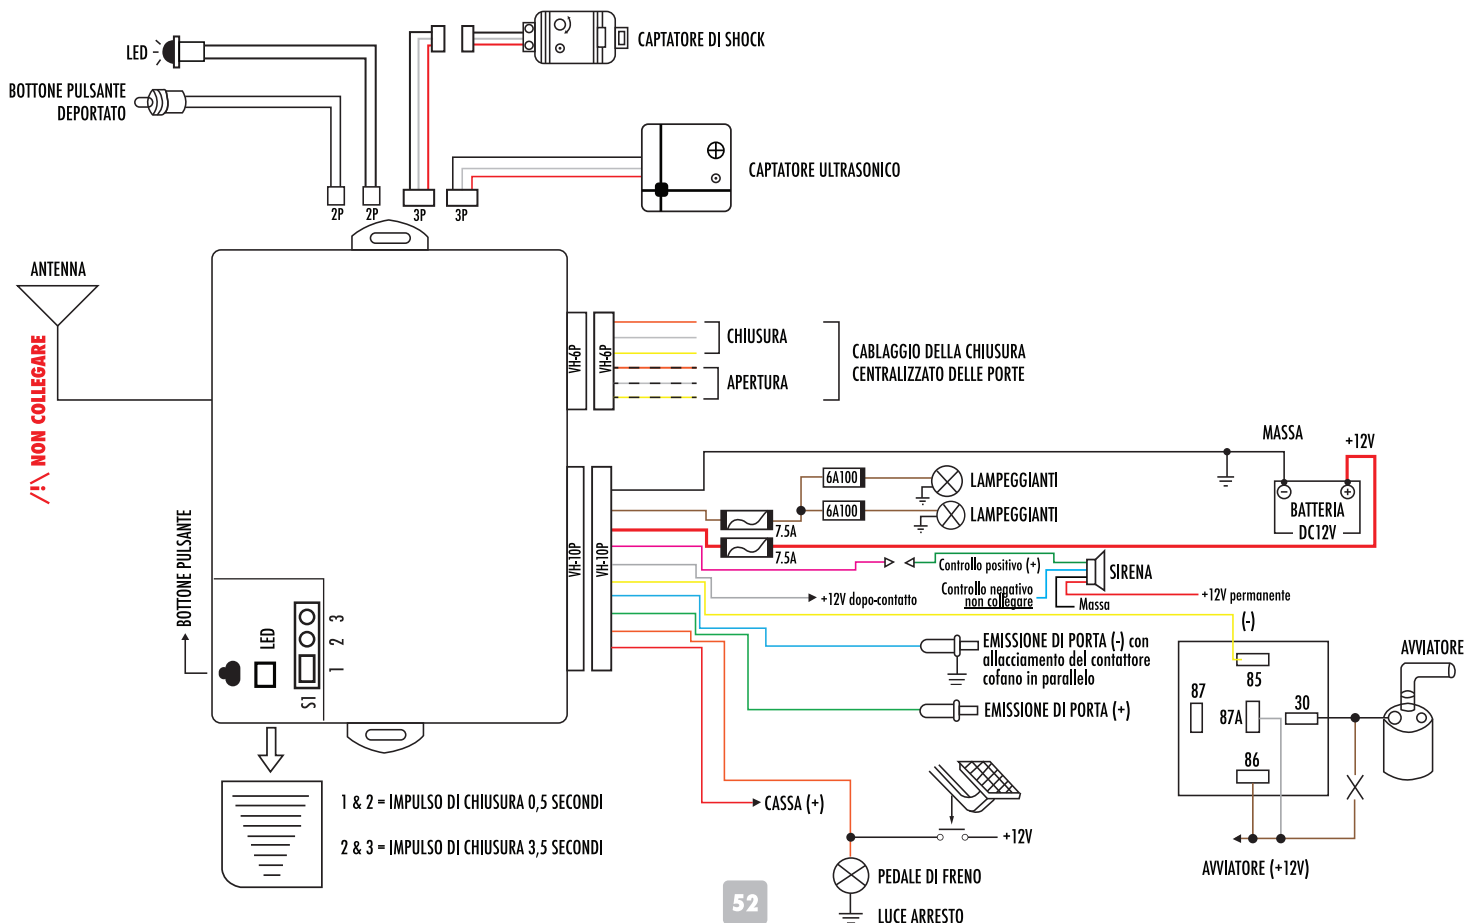 LED
CAPTATORE DI SHOCK
BOTTONE PULSANTE
DEPORTATO
CAPTATORE ULTRASONICO
2P
2P
3P
3P
ANTENNA
/!\ NON COLLEGARE
VH-6P
VH-6P
CHIUSURA
APERTURA
CABLAGGIO DELLA CHIUSURA
CENTRALIZZATO DELLE PORTE
MASSA
+12V
6A100
LAMPEGGIANTI
6A100
LAMPEGGIANTI
7.5A
7.5A
BATTERIA
DC12V
VH-10P
VH-10P
Controllo positivo (+)
SIRENA
Controllo negativo
non collegare
Massa
+12V permanente
+12V dopo-contatto
(-)
BOTTONE PULSANTE
LED
S1
1
2
3
EMISSIONE DI PORTA (-) con
allacciamento del contattore
cofano in parallelo
EMISSIONE DI PORTA (+)
85
87
87A
30
86
AVVIATORE
AVVIATORE (+12V)
1 & 2 = IMPULSO DI CHIUSURA 0,5 SECONDI
2 & 3 = IMPULSO DI CHIUSURA 3,5 SECONDI
CASSA (+)
+12V
PEDALE DI FRENO
LUCE ARRESTO
52